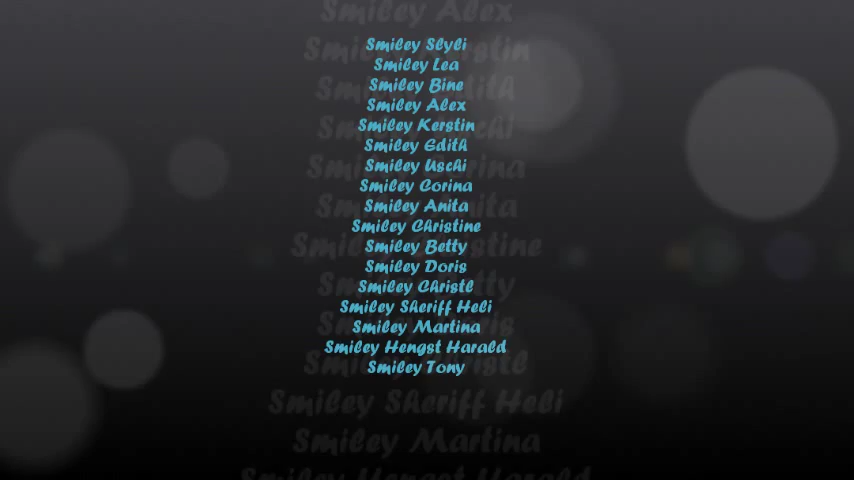 Smiley Slyli
Smiley Lea
Smiley Bine
Smiley Alex
Smiley Kerstin
Smiley Edith
Smiley Uschi
Smiley Corina
Smiley Anita
Smiley Christine
Smiley Betty
Smiley Doris
Smiley Christl
Smiley Sheriff Heli
Smiley Martina
Smiley Hengst Harald
Smiley Tony